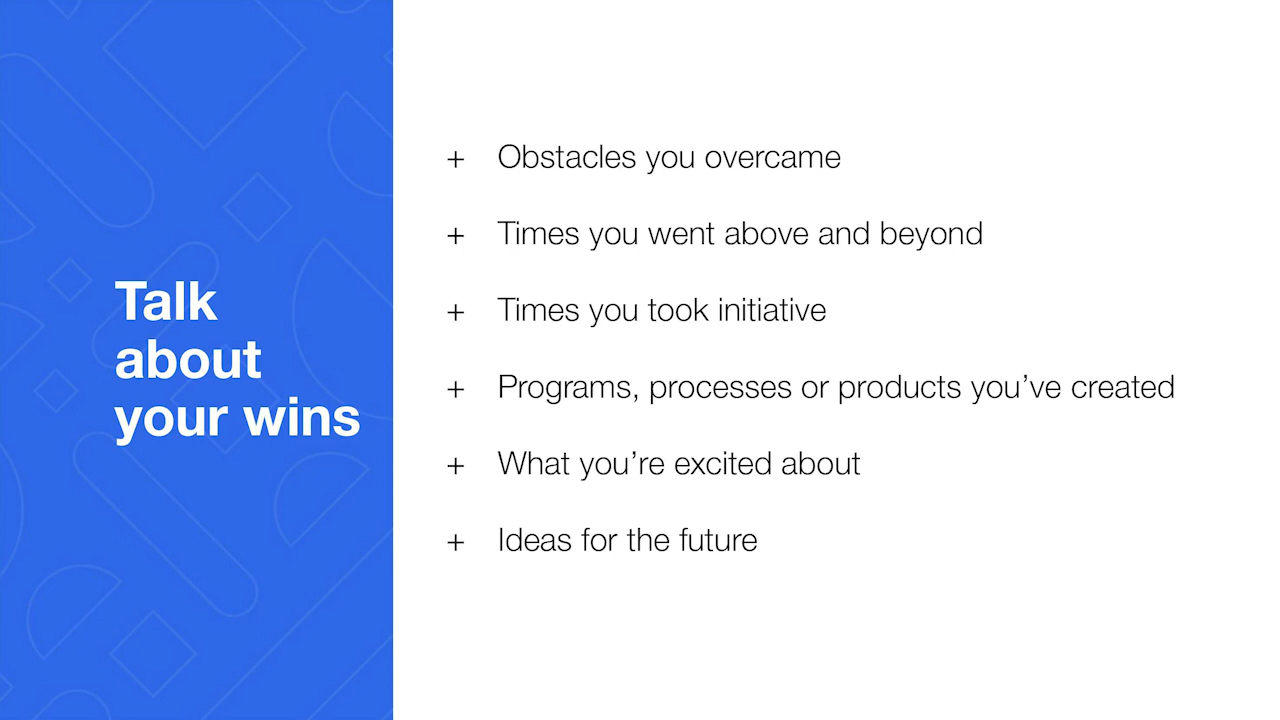 Talk
about
your wins
+ Obstacles you overcame
+ Times you went above and beyond
+ Times you took initiative
+ Programs, processes or products you’ve created
+ What you’re excited about
+ Ideas for the future